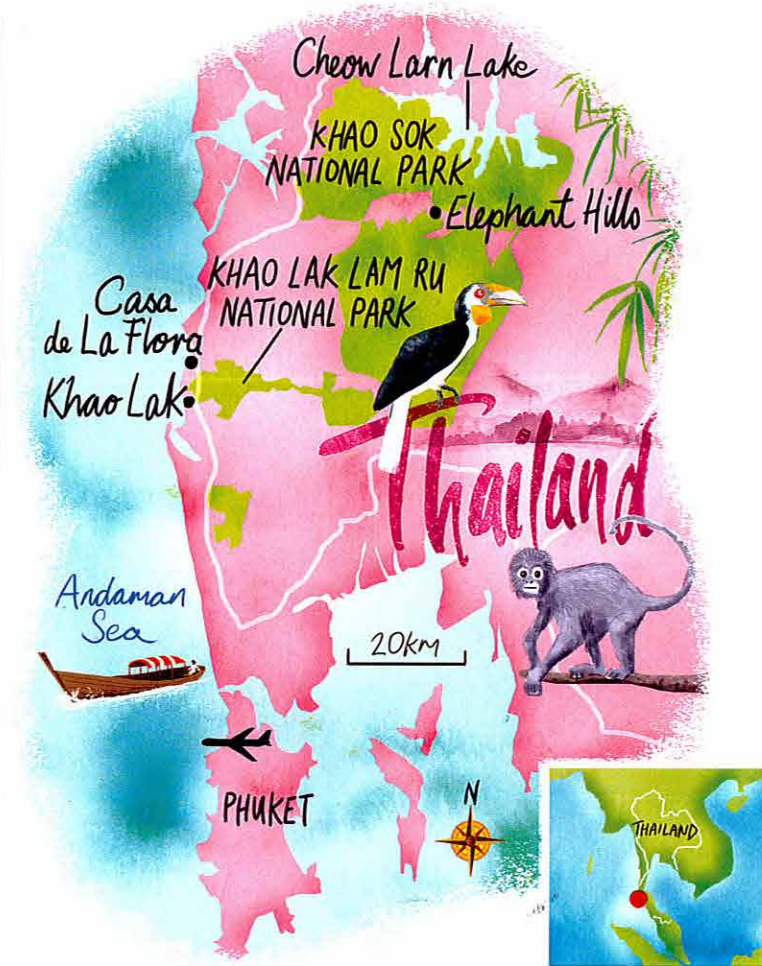 Cheow Larn Lake
KHAO SOK
NATIONAL PARK
Elephant Hills
KHAO LAK LAM RU
NATIONAL PARK
Casa
de La Flora
Khao Lak
Thailand
Andaman
Sea
20km
PHUKET
N
THAILAND